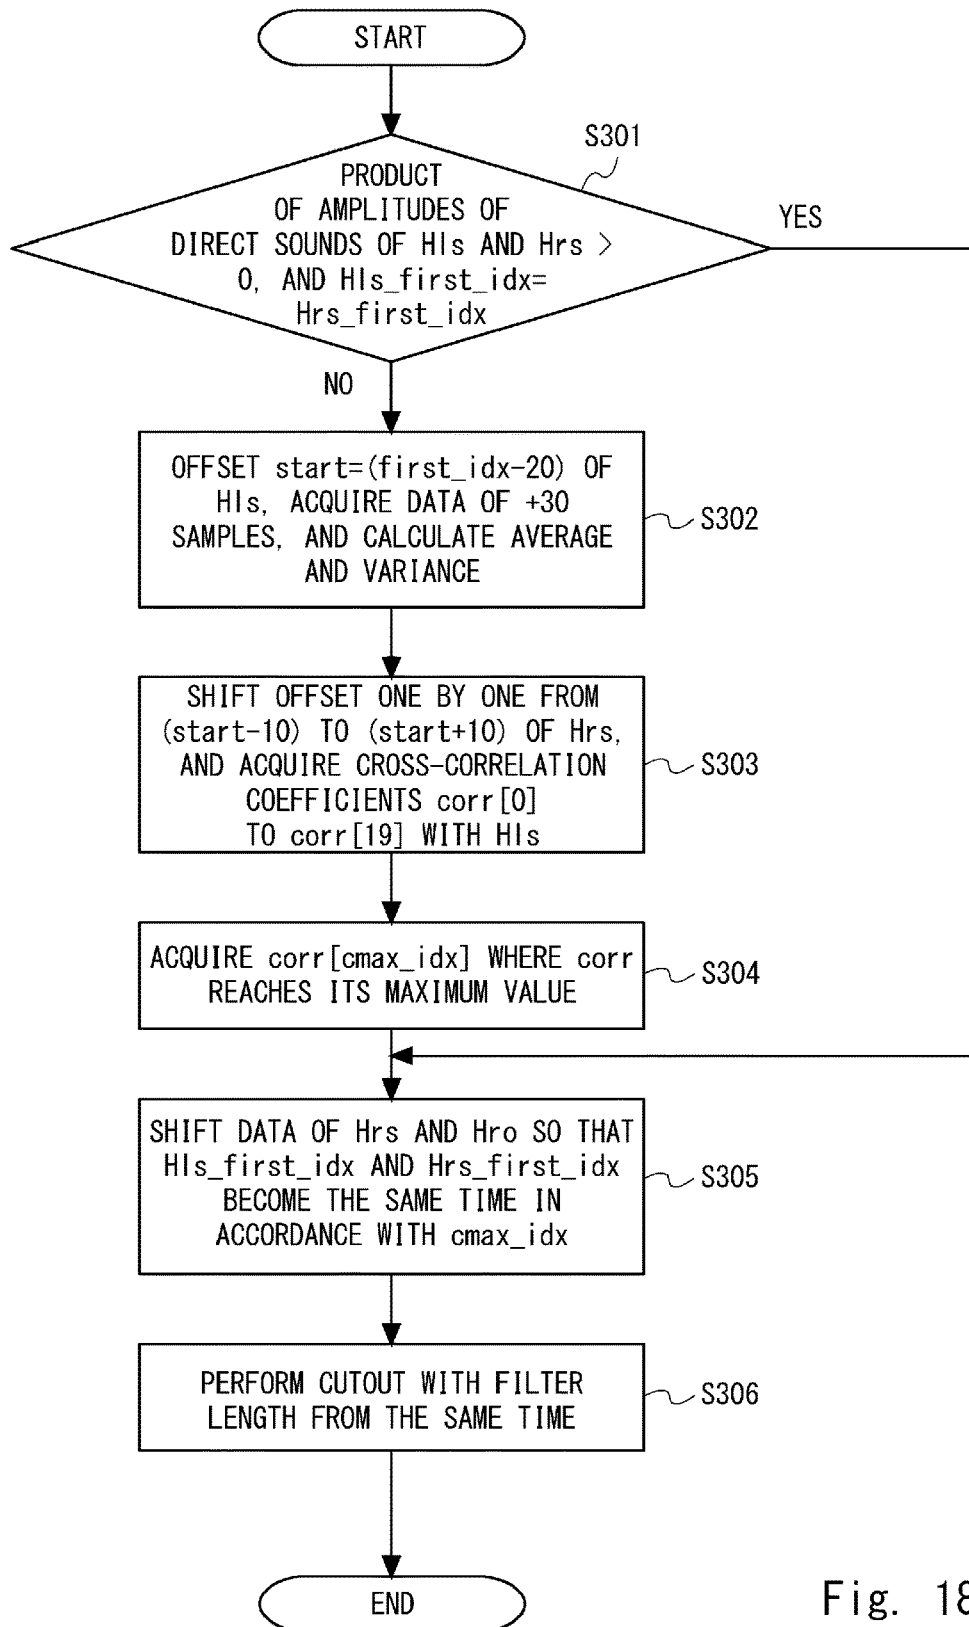 START
S301
PRODUCT
OF AMPLITUDES OF
DIRECT SOUNDS OF Hls AND Hrs >
0, AND Hls_first_idx=
Hrs_first_idx
YES
NO
OFFSET start=(first_idx-20) OF
Hls, ACQUIRE DATA OF +30
SAMPLES, AND CALCULATE AVERAGE
AND VARIANCE
S302
SHIFT OFFSET ONE BY ONE FROM
(start-10) TO (start+10) OF Hrs,
AND ACQUIRE CROSS-CORRELATION
COEFFICIENTS corr[0]
TO corr[19] WITH Hls
S303
ACQUIRE corr[cmax_idx] WHERE corr
REACHES ITS MAXIMUM VALUE
S304
SHIFT DATA OF Hrs AND Hro SO THAT
Hls_first_idx AND Hrs_first_idx
BECOME THE SAME TIME IN
ACCORDANCE WITH cmax_idx
S305
PERFORM CUTOUT WITH FILTER
LENGTH FROM THE SAME TIME
S306
END
Fig. 18